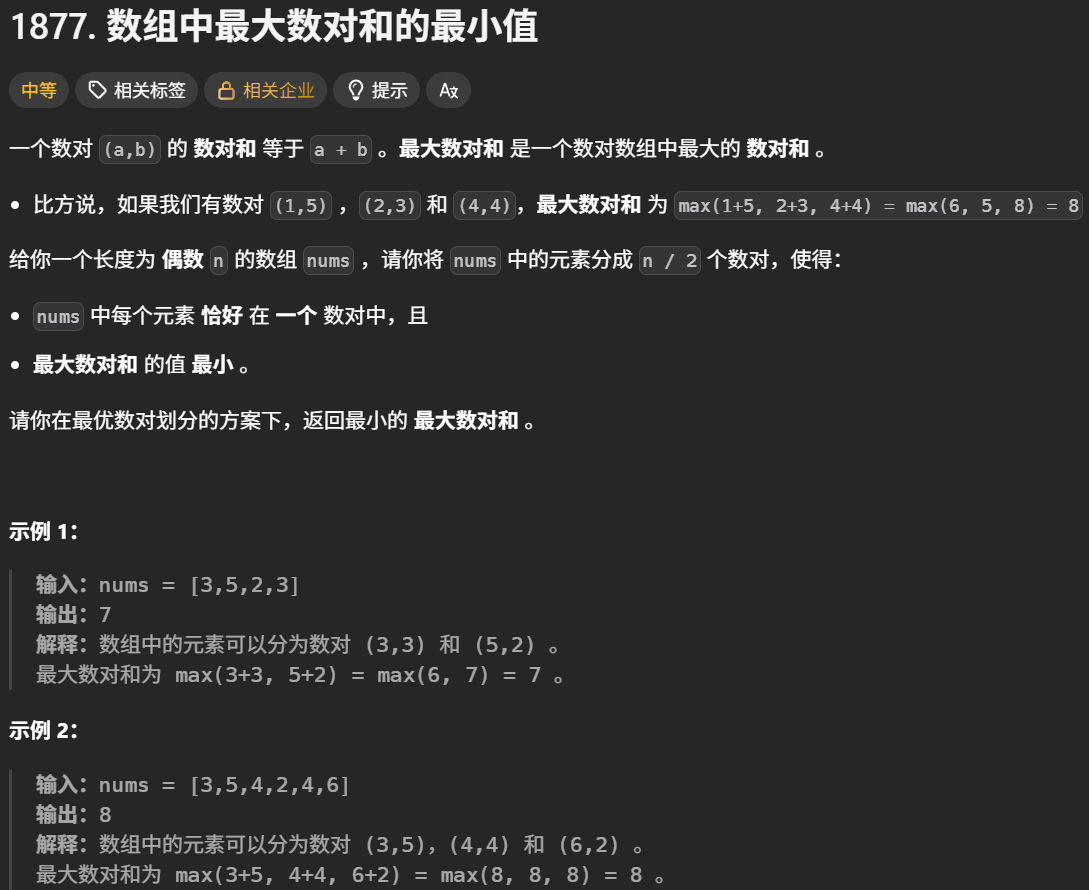 1877. 数组中最大数对和的最小值
中等 相关标签 相关企业 提示 Aあ
一个数对 (a,b) 的 数对和 等于 a + b 。最大数对和 是一个数对数组中最大的 数对和 。
比方说，如果我们有数对 (1,5) ，(2,3) 和 (4,4)，最大数对和 为 max(1+5, 2+3, 4+4) = max(6, 5, 8) = 8
给你一个长度为 偶数 n 的数组 nums ，请你将 nums 中的元素分成 n / 2 个数对，使得：
nums 中每个元素 恰好 在 一个 数对中，且
最大数对和 的值 最小 。
请你在最优数对划分的方案下，返回最小的 最大数对和 。
示例 1：
输入：nums = [3,5,2,3]
输出：7
解释：数组中的元素可以分为数对 (3,3) 和 (5,2) 。
最大数对和为 max(3+3, 5+2) = max(6, 7) = 7 。
示例 2：
输入：nums = [3,5,4,2,4,6]
输出：8
解释：数组中的元素可以分为数对 (3,5)，(4,4) 和 (6,2) 。
最大数对和为 max(3+5, 4+4, 6+2) = max(8, 8, 8) = 8 。